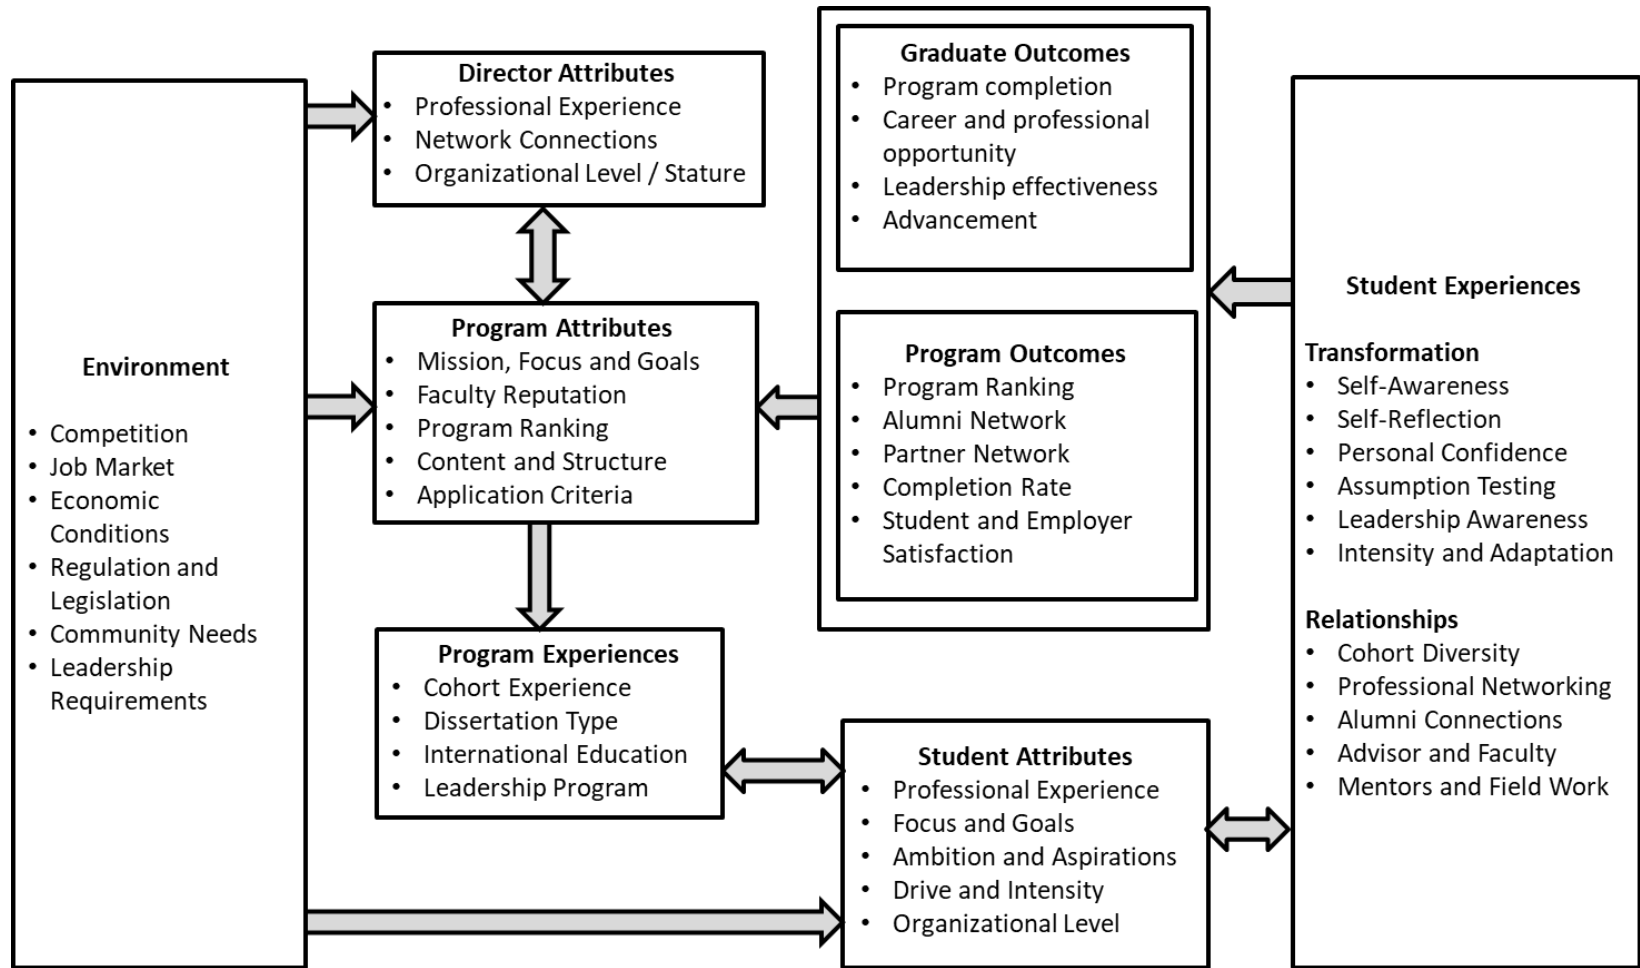 Environment
• Competition
• Job Market
• Economic
Conditions
• Regulation and
Legislation
• Community Needs
• Leadership
Requirements
Director Attributes
• Professional Experience
• Network Connections
• Organizational Level / Stature
Program Attributes
• Mission, Focus and Goals
• Faculty Reputation
• Program Ranking
• Content and Structure
• Application Criteria
Program Experiences
• Cohort Experience
• Dissertation Type
• International Education
• Leadership Program
Graduate Outcomes
• Program completion
• Career and professional
opportunity
• Leadership effectiveness
• Advancement
Program Outcomes
• Program Ranking
• Alumni Network
• Partner Network
• Completion Rate
• Student and Employer
Satisfaction
Student Attributes
• Professional Experience
• Focus and Goals
• Ambition and Aspirations
• Drive and Intensity
• Organizational Level
Student Experiences
Transformation
• Self-Awareness
• Self-Reflection
• Personal Confidence
• Assumption Testing
• Leadership Awareness
• Intensity and Adaptation
Relationships
• Cohort Diversity
• Professional Networking
• Alumni Connections
• Advisor and Faculty
• Mentors and Field Work